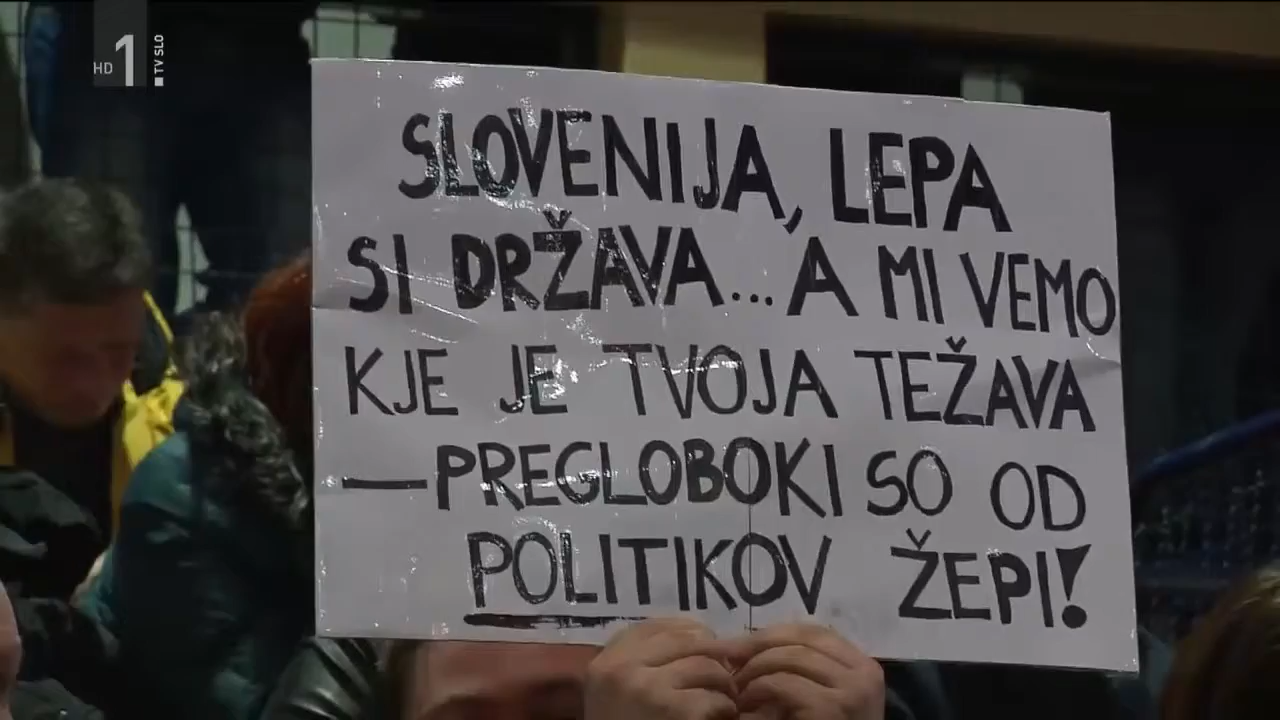 HD 1 TV SLO
SLOVENIJA, LEPA
SI DRŽAVA... A MI VEMO
KJE JE TVOJA TEŽAVA
—PREGLOBOKI SO OD
POLITIKOV ŽEPI!